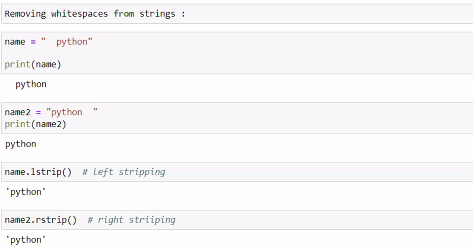 Removing whitespaces from strings :
name = "  python"
print(name)
  python
name2 = "python  "
print(name2)
python
name.lstrip()  # left stripping
'python'
name2.rstrip()  # right striiping
'python'